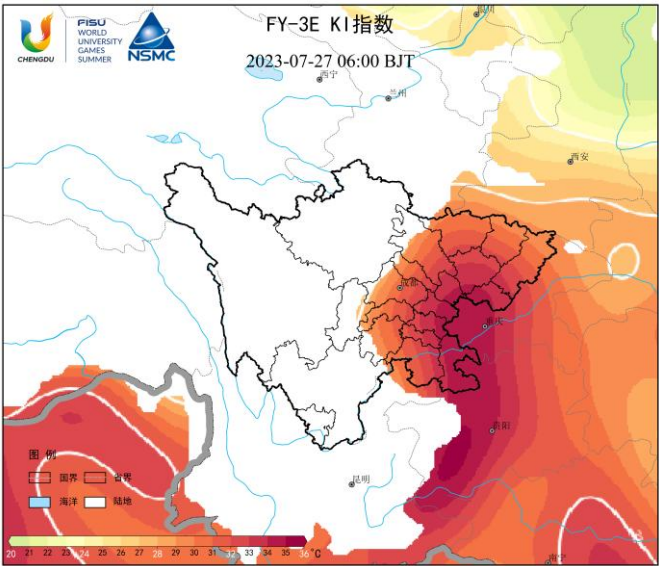 FISU
WORLD
UNIVERSITY
GAMES
SUMMER
CHENGDU
NSMC
FY-3E KI指数
2023-07-27 06:00 BJT
银川
西宁
兰州
西安
成都
重庆
贵阳
昆明
南宁
图 例
国界 省界
海洋 陆地
20 21 22 23 24 25 26 27 28 29 30 31 32 33 34 35 36 °C